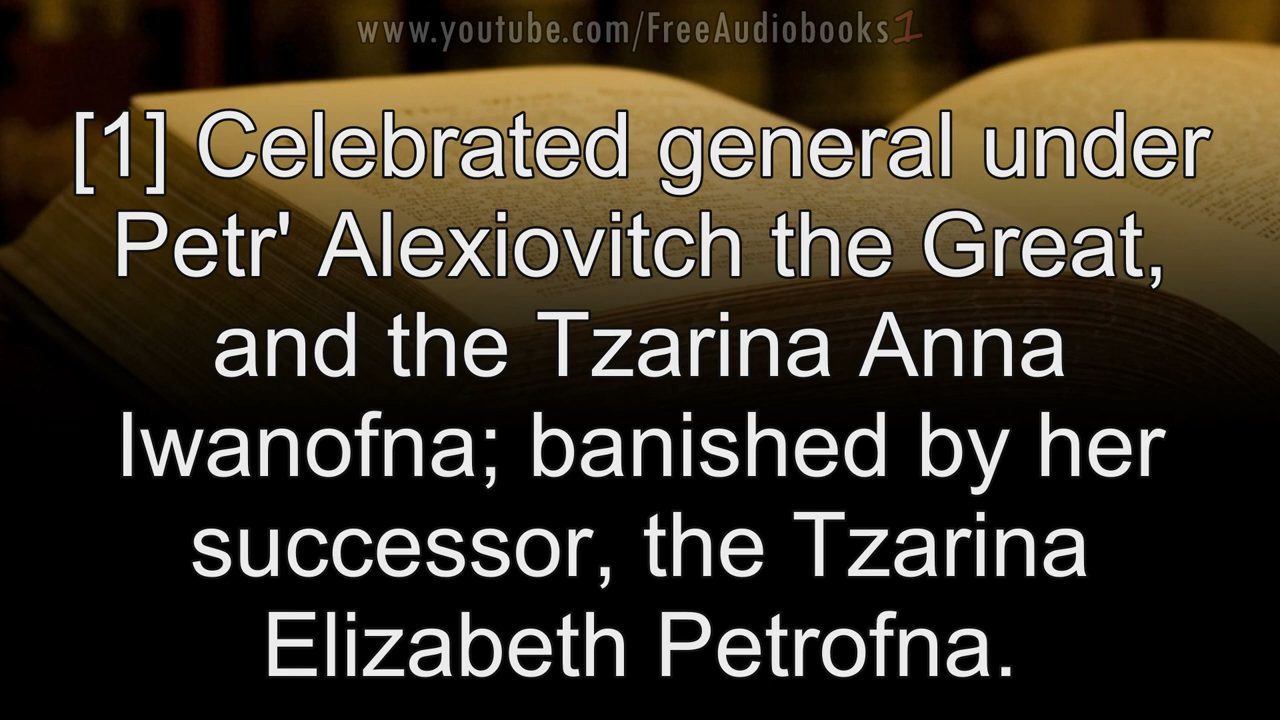 www.youtube.com/FreeAudiobooks1
[1] Celebrated general under
Petr' Alexiovitch the Great,
and the Tzarina Anna
Iwanofna; banished by her
successor, the Tzarina
Elizabeth Petrofna.